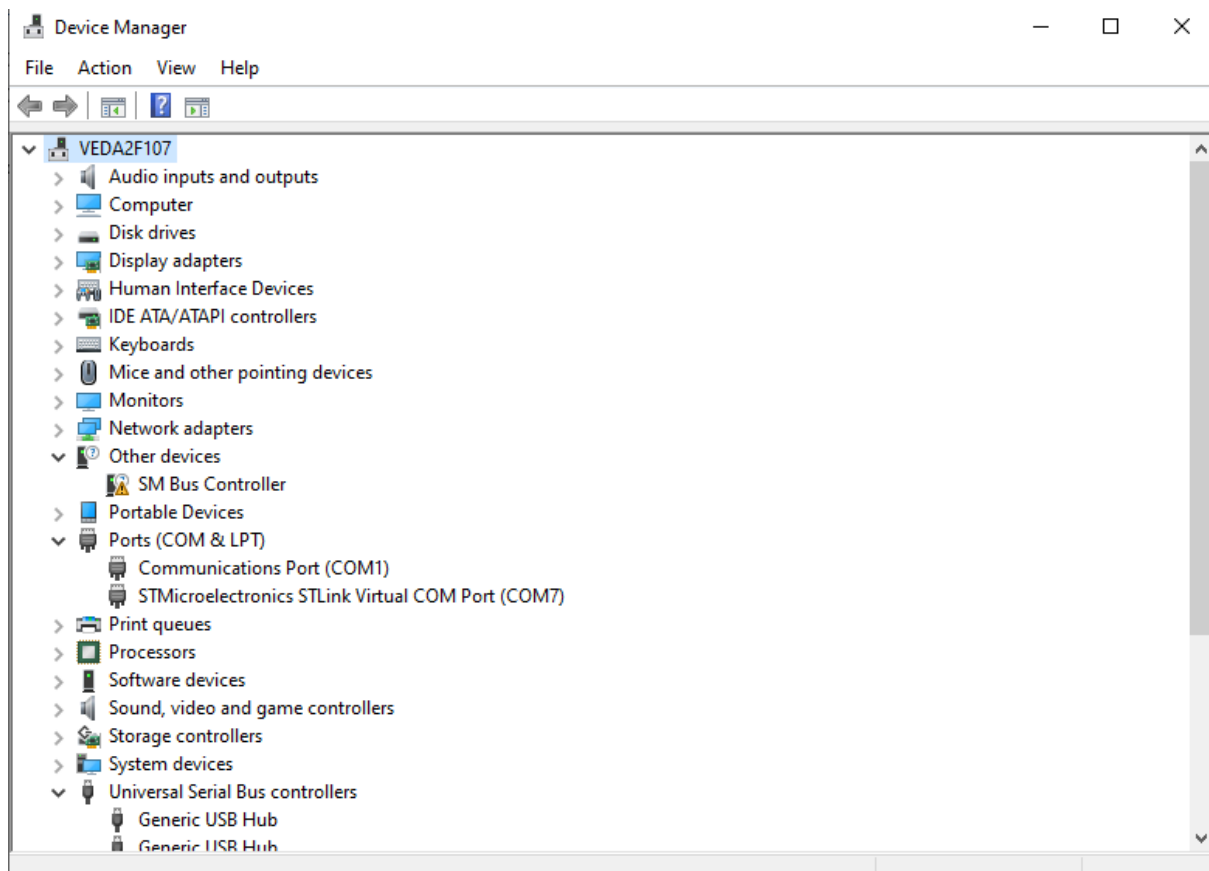 Device Manager
File Action View Help
VEDA2F107
Audio inputs and outputs
Computer
Disk drives
Display adapters
Human Interface Devices
IDE ATA/ATAPI controllers
Keyboards
Mice and other pointing devices
Monitors
Network adapters
Other devices
SM Bus Controller
Portable Devices
Ports (COM & LPT)
Communications Port (COM1)
STMicroelectronics STLink Virtual COM Port (COM7)
Print queues
Processors
Software devices
Sound, video and game controllers
Storage controllers
System devices
Universal Serial Bus controllers
Generic USB Hub
Generic USB Hub